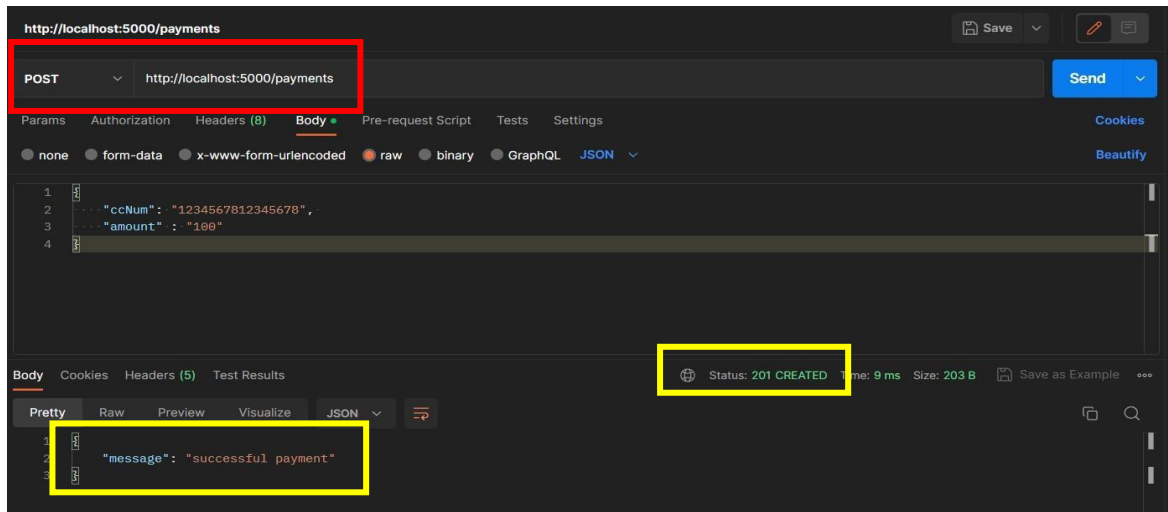 http://localhost:5000/payments Save
POST http://localhost:5000/payments Send
Params Authorization Headers (8) Body Pre-request Script Tests Settings Cookies
none form-data x-www-form-urlencoded raw binary GraphQL JSON Beautify
1 {
2 "ccNum": "1234567812345678",
3 "amount" : "100"
4 }
Body Cookies Headers (5) Test Results Status: 201 CREATED Time: 9 ms Size: 203 B Save as Example
Pretty Raw Preview Visualize JSON
1 {
2 "message": "successful payment"
3 }